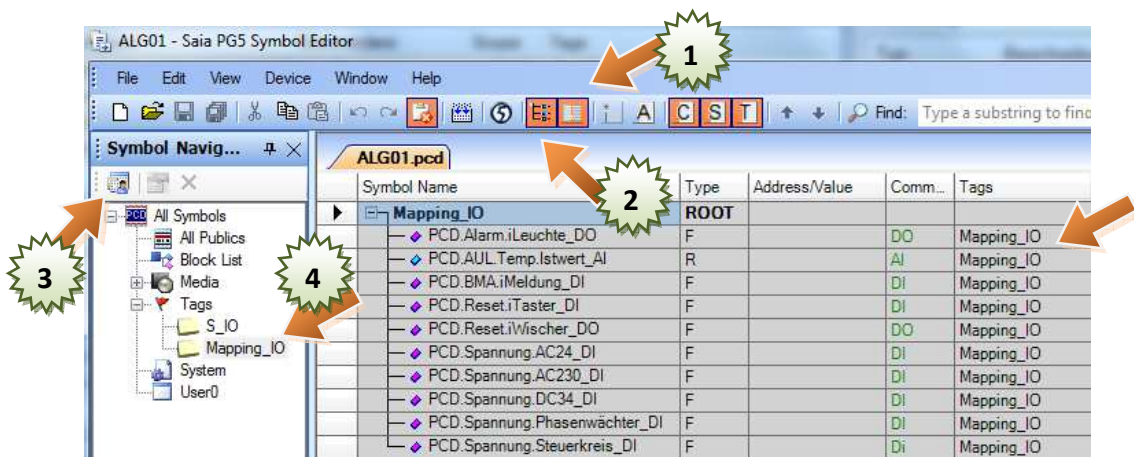 ALG01 - Saia PG5 Symbol Editor
1
File Edit View Device Window Help
A C S T Find: Type a substring to find
Symbol Navig...
ALG01.pcd
2
Symbol Name Type Address/Value Comm... Tags
3
PCD All Symbols
All Publics
Block List
Media
Tags
S_IO
Mapping_IO
System
User0
4
Mapping_IO ROOT
PCD.Alarm.iLeuchte_DO F DO Mapping_IO
PCD.AUL.Temp.Istwert_AI R AI Mapping_IO
PCD.BMA.iMeldung_DI F DI Mapping_IO
PCD.Reset.iTaster_DI F DI Mapping_IO
PCD.Reset.iWischer_DO F DO Mapping_IO
PCD.Spannung.AC24_DI F DI Mapping_IO
PCD.Spannung.AC230_DI F DI Mapping_IO
PCD.Spannung.DC34_DI F DI Mapping_IO
PCD.Spannung.Phasenwächter_DI F DI Mapping_IO
PCD.Spannung.Steuerkreis_DI F Di Mapping_IO